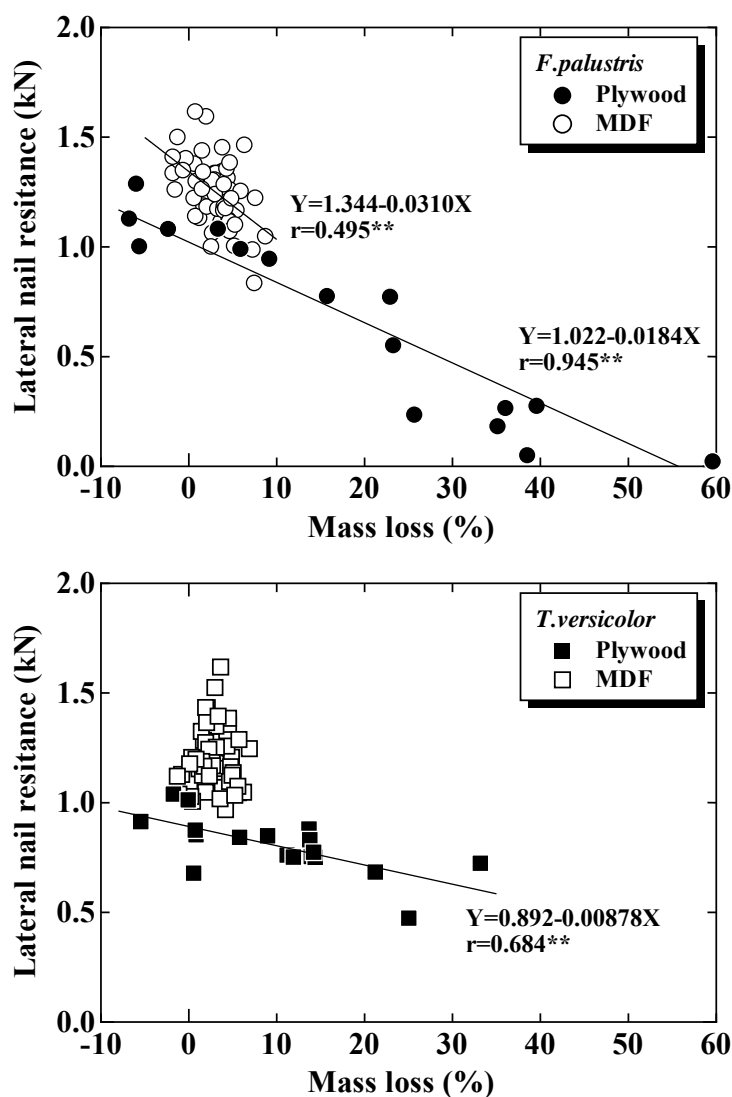 2.0
1.5
1.0
0.5
0.0
Lateral nail resitance (kN)
F.palustris
Plywood
MDF
Y=1.344-0.0310X
r=0.495**
Y=1.022-0.0184X
r=0.945**
-10 0 10 20 30 40 50 60
Mass loss (%)
2.0
1.5
1.0
0.5
0.0
Lateral nail resitance (kN)
T.versicolor
Plywood
MDF
Y=0.892-0.00878X
r=0.684**
-10 0 10 20 30 40 50 60
Mass loss (%)